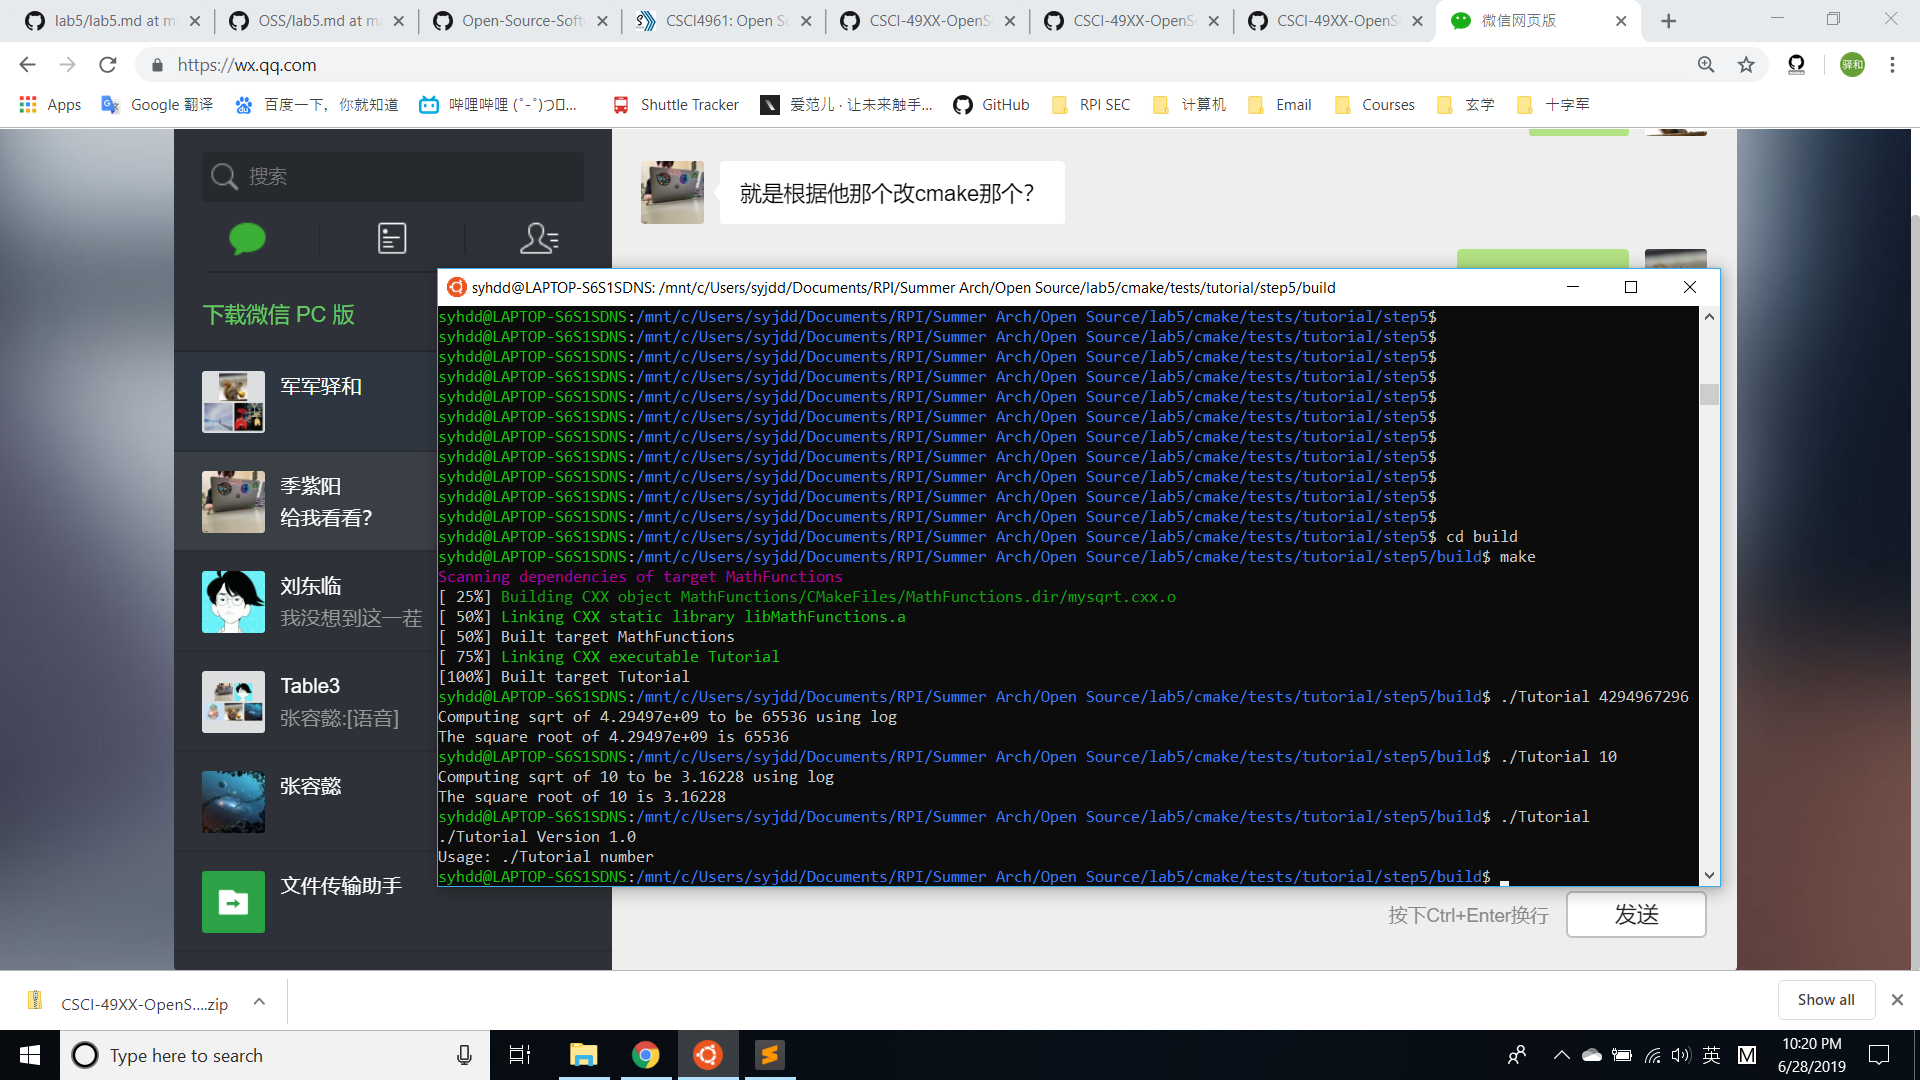 lab5/lab5.md at m
OSS/lab5.md at m
Open-Source-Soft
CSCI4961: Open So
CSCI-49XX-OpenS
CSCI-49XX-OpenS
CSCI-49XX-OpenS
微信网页版
https://wx.qq.com
驿和
Apps
Google 翻译
百度一下，你就知道
哔哩哔哩 (゜-゜)つロ...
Shuttle Tracker
爱范儿 · 让未来触手...
GitHub
RPI SEC
计算机
Email
Courses
玄学
十字军
搜索
就是根据他那个改cmake那个？
下载微信 PC 版
军军驿和
季紫阳
给我看看？
刘东临
我没想到这一茬
Table3
张容懿:[语音]
张容懿
文件传输助手
syhdd@LAPTOP-S6S1SDNS: /mnt/c/Users/syjdd/Documents/RPI/Summer Arch/Open Source/lab5/cmake/tests/tutorial/step5/build
syhdd@LAPTOP-S6S1SDNS:/mnt/c/Users/syjdd/Documents/RPI/Summer Arch/Open Source/lab5/cmake/tests/tutorial/step5$
syhdd@LAPTOP-S6S1SDNS:/mnt/c/Users/syjdd/Documents/RPI/Summer Arch/Open Source/lab5/cmake/tests/tutorial/step5$
syhdd@LAPTOP-S6S1SDNS:/mnt/c/Users/syjdd/Documents/RPI/Summer Arch/Open Source/lab5/cmake/tests/tutorial/step5$
syhdd@LAPTOP-S6S1SDNS:/mnt/c/Users/syjdd/Documents/RPI/Summer Arch/Open Source/lab5/cmake/tests/tutorial/step5$
syhdd@LAPTOP-S6S1SDNS:/mnt/c/Users/syjdd/Documents/RPI/Summer Arch/Open Source/lab5/cmake/tests/tutorial/step5$
syhdd@LAPTOP-S6S1SDNS:/mnt/c/Users/syjdd/Documents/RPI/Summer Arch/Open Source/lab5/cmake/tests/tutorial/step5$
syhdd@LAPTOP-S6S1SDNS:/mnt/c/Users/syjdd/Documents/RPI/Summer Arch/Open Source/lab5/cmake/tests/tutorial/step5$
syhdd@LAPTOP-S6S1SDNS:/mnt/c/Users/syjdd/Documents/RPI/Summer Arch/Open Source/lab5/cmake/tests/tutorial/step5$
syhdd@LAPTOP-S6S1SDNS:/mnt/c/Users/syjdd/Documents/RPI/Summer Arch/Open Source/lab5/cmake/tests/tutorial/step5$
syhdd@LAPTOP-S6S1SDNS:/mnt/c/Users/syjdd/Documents/RPI/Summer Arch/Open Source/lab5/cmake/tests/tutorial/step5$
syhdd@LAPTOP-S6S1SDNS:/mnt/c/Users/syjdd/Documents/RPI/Summer Arch/Open Source/lab5/cmake/tests/tutorial/step5$
syhdd@LAPTOP-S6S1SDNS:/mnt/c/Users/syjdd/Documents/RPI/Summer Arch/Open Source/lab5/cmake/tests/tutorial/step5$ cd build
syhdd@LAPTOP-S6S1SDNS:/mnt/c/Users/syjdd/Documents/RPI/Summer Arch/Open Source/lab5/cmake/tests/tutorial/step5/build$ make
Scanning dependencies of target MathFunctions
[ 25%] Building CXX object MathFunctions/CMakeFiles/MathFunctions.dir/mysqrt.cxx.o
[ 50%] Linking CXX static library libMathFunctions.a
[ 50%] Built target MathFunctions
[ 75%] Linking CXX executable Tutorial
[100%] Built target Tutorial
syhdd@LAPTOP-S6S1SDNS:/mnt/c/Users/syjdd/Documents/RPI/Summer Arch/Open Source/lab5/cmake/tests/tutorial/step5/build$ ./Tutorial 4294967296
Computing sqrt of 4.29497e+09 to be 65536 using log
The square root of 4.29497e+09 is 65536
syhdd@LAPTOP-S6S1SDNS:/mnt/c/Users/syjdd/Documents/RPI/Summer Arch/Open Source/lab5/cmake/tests/tutorial/step5/build$ ./Tutorial 10
Computing sqrt of 10 to be 3.16228 using log
The square root of 10 is 3.16228
syhdd@LAPTOP-S6S1SDNS:/mnt/c/Users/syjdd/Documents/RPI/Summer Arch/Open Source/lab5/cmake/tests/tutorial/step5/build$ ./Tutorial
./Tutorial Version 1.0
Usage: ./Tutorial number
syhdd@LAPTOP-S6S1SDNS:/mnt/c/Users/syjdd/Documents/RPI/Summer Arch/Open Source/lab5/cmake/tests/tutorial/step5/build$
按下Ctrl+Enter换行
发送
CSCI-49XX-OpenS....zip
Show all
Type here to search
英
M
10:20 PM
6/28/2019